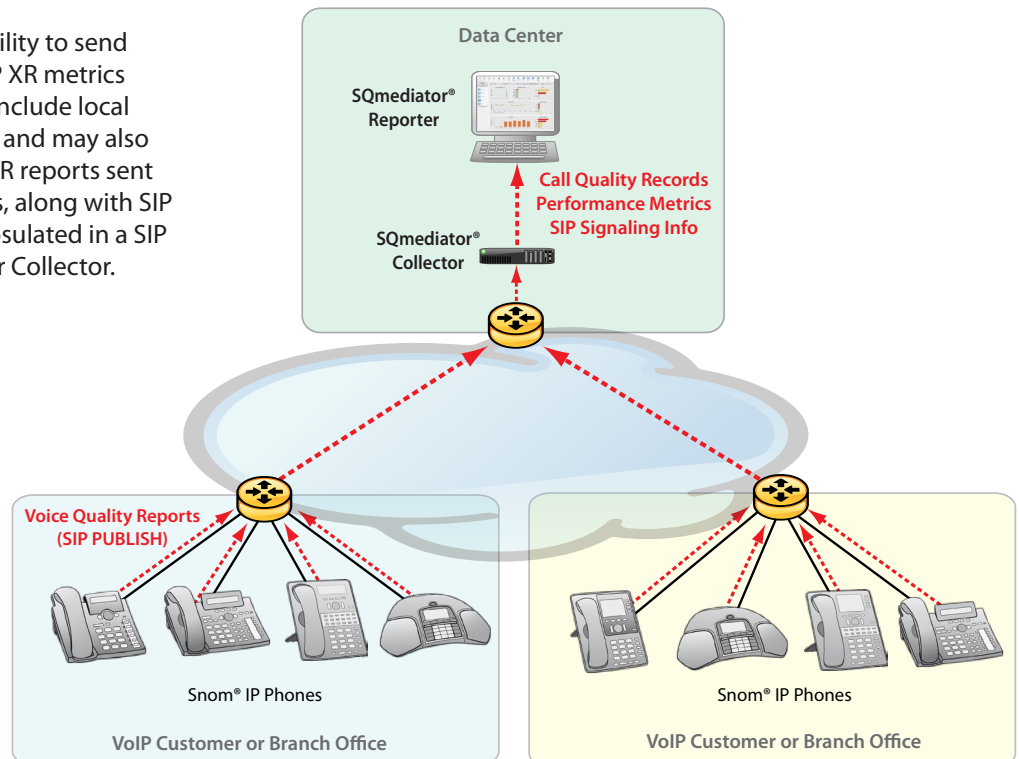 ility to send
XR metrics
nclude local
and may also
R reports sent
s, along with SIP
osulated in a SIP
r Collector.
Data Center
SQmediator®
Reporter
Call Quality Records
Performance Metrics
SIP Signaling Info
SQmediator®
Collector
Voice Quality Reports
(SIP PUBLISH)
Snom® IP Phones
VoIP Customer or Branch Office
Snom® IP Phones
VoIP Customer or Branch Office